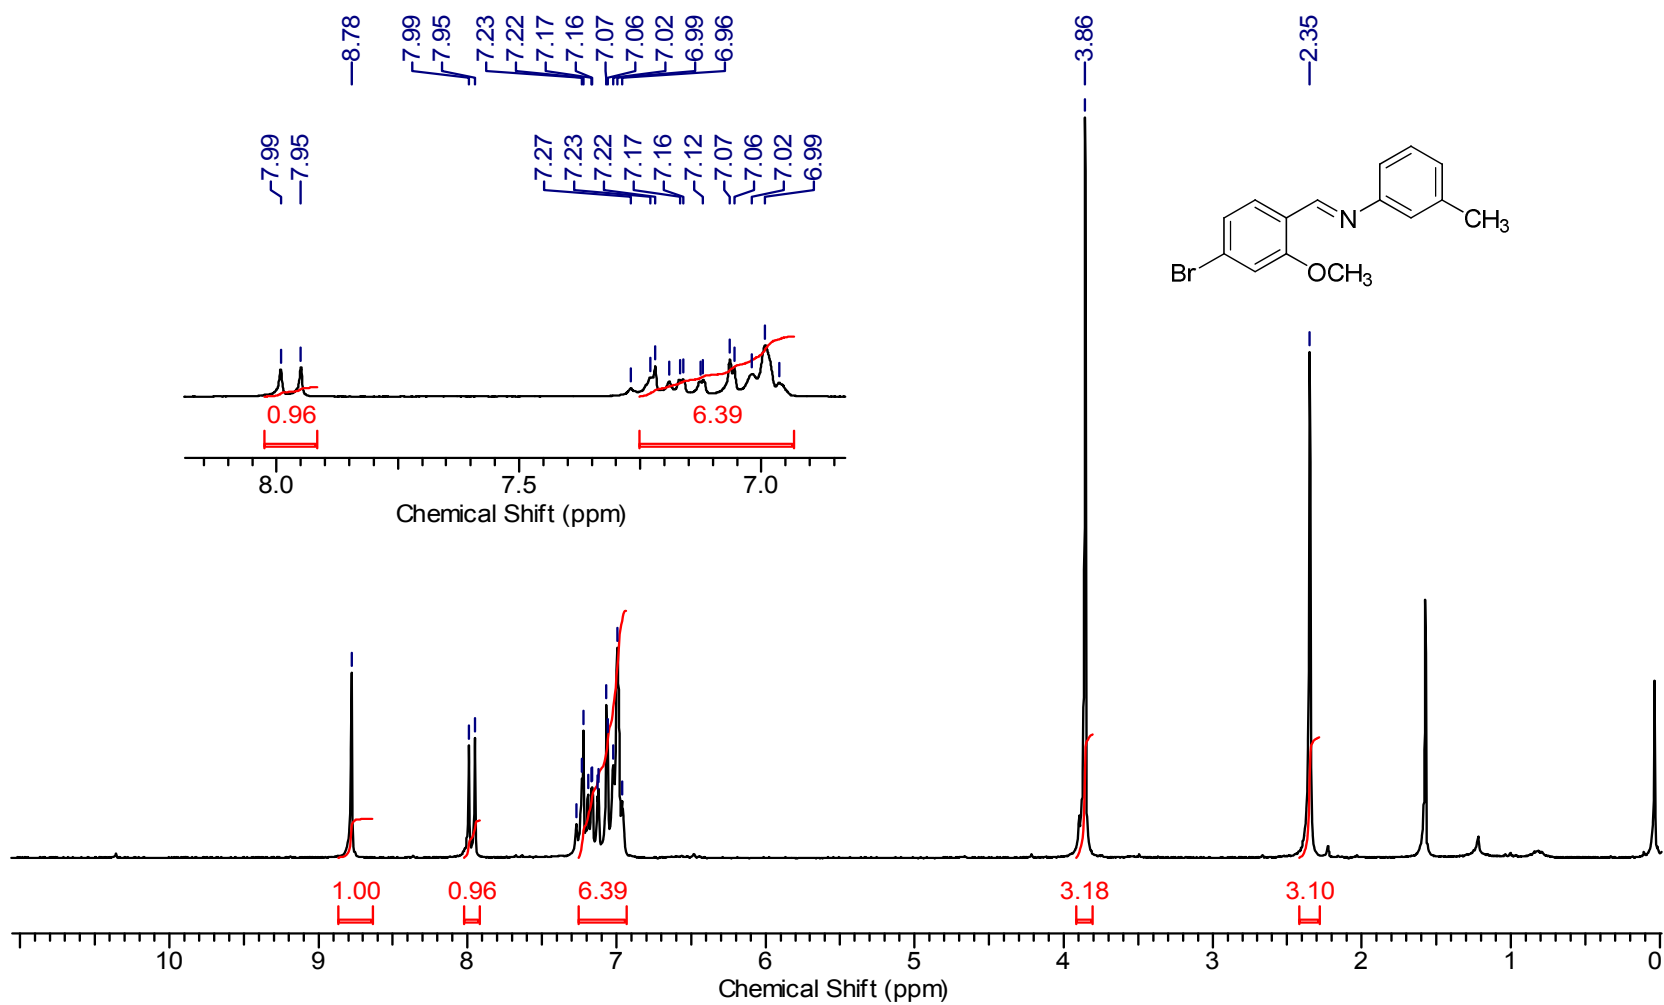 8.78 7.99 7.95 7.23 7.22 7.17 7.16 7.07 7.06 7.02 6.99 6.96 3.86 2.35
7.99 7.95 7.27 7.23 7.22 7.17 7.16 7.12 7.07 7.06 7.02 6.99
N
CH3
Br
OCH3
0.96 6.39
8.0 7.5 7.0
Chemical Shift (ppm)
1.00 0.96 6.39 3.18 3.10
10 9 8 7 6 5 4 3 2 1 0
Chemical Shift (ppm)